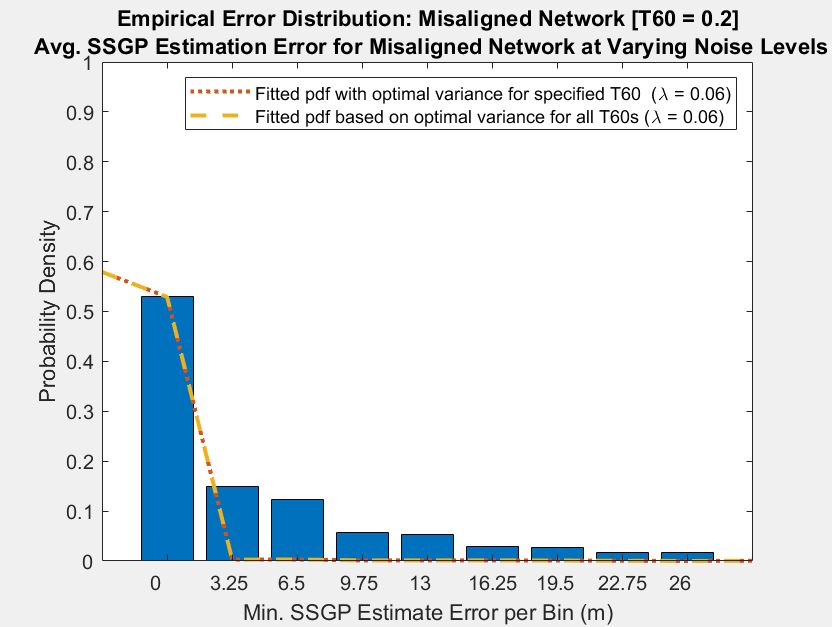 Empirical Error Distribution: Misaligned Network [T60 = 0.2]
Avg. SSGP Estimation Error for Misaligned Network at Varying Noise Levels
Fitted pdf with optimal variance for specified T60 (λ = 0.06)
Fitted pdf based on optimal variance for all T60s (λ = 0.06)
Probability Density
1
0.9
0.8
0.7
0.6
0.5
0.4
0.3
0.2
0.1
0
0 3.25 6.5 9.75 13 16.25 19.5 22.75 26
Min. SSGP Estimate Error per Bin (m)